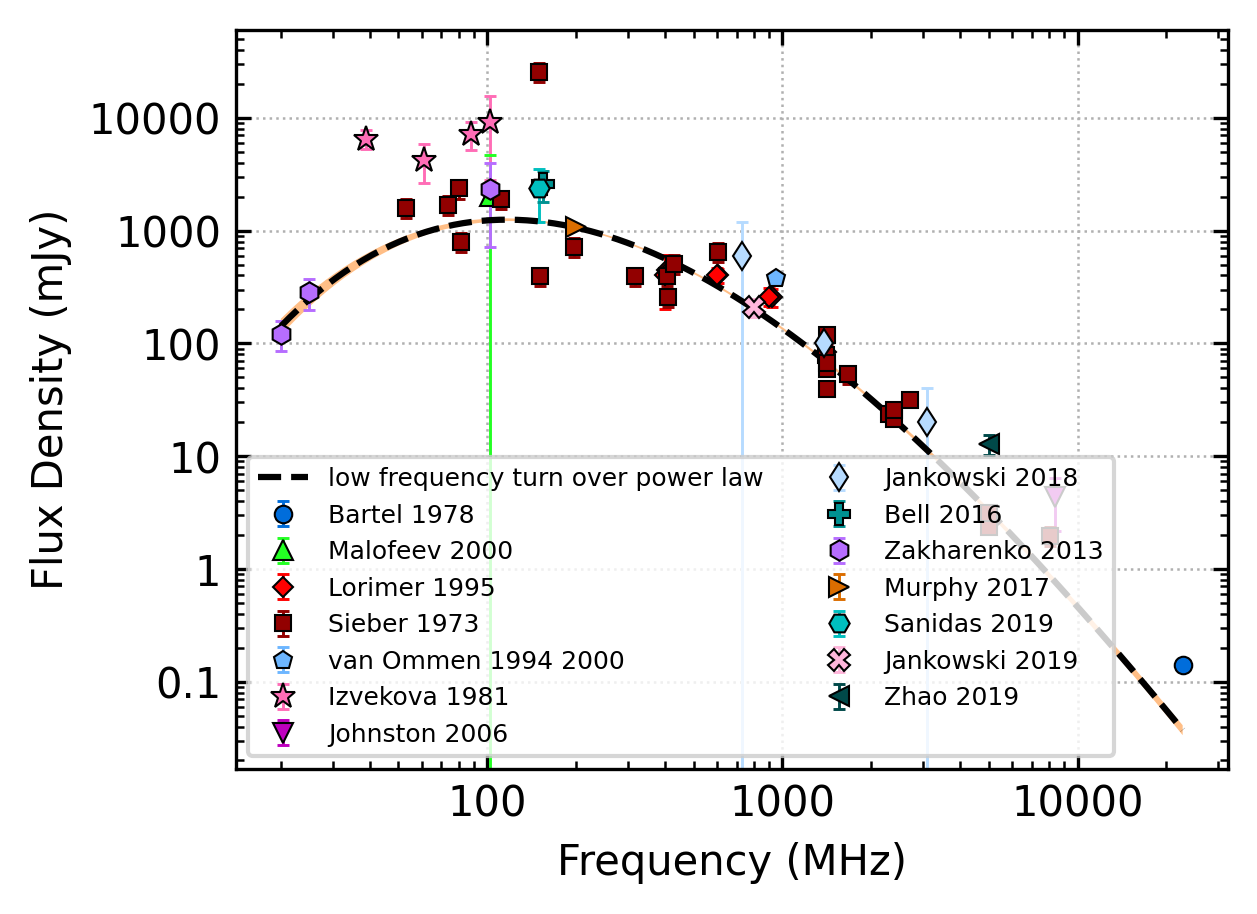 10000
1000
100
10
1
0.1
Flux Density (mJy)
low frequency turn over power law
Bartel 1978
Malofeev 2000
Lorimer 1995
Sieber 1973
van Ommen 1994 2000
Izvekova 1981
Johnston 2006
Jankowski 2018
Bell 2016
Zakharenko 2013
Murphy 2017
Sanidas 2019
Jankowski 2019
Zhao 2019
100
1000
10000
Frequency (MHz)